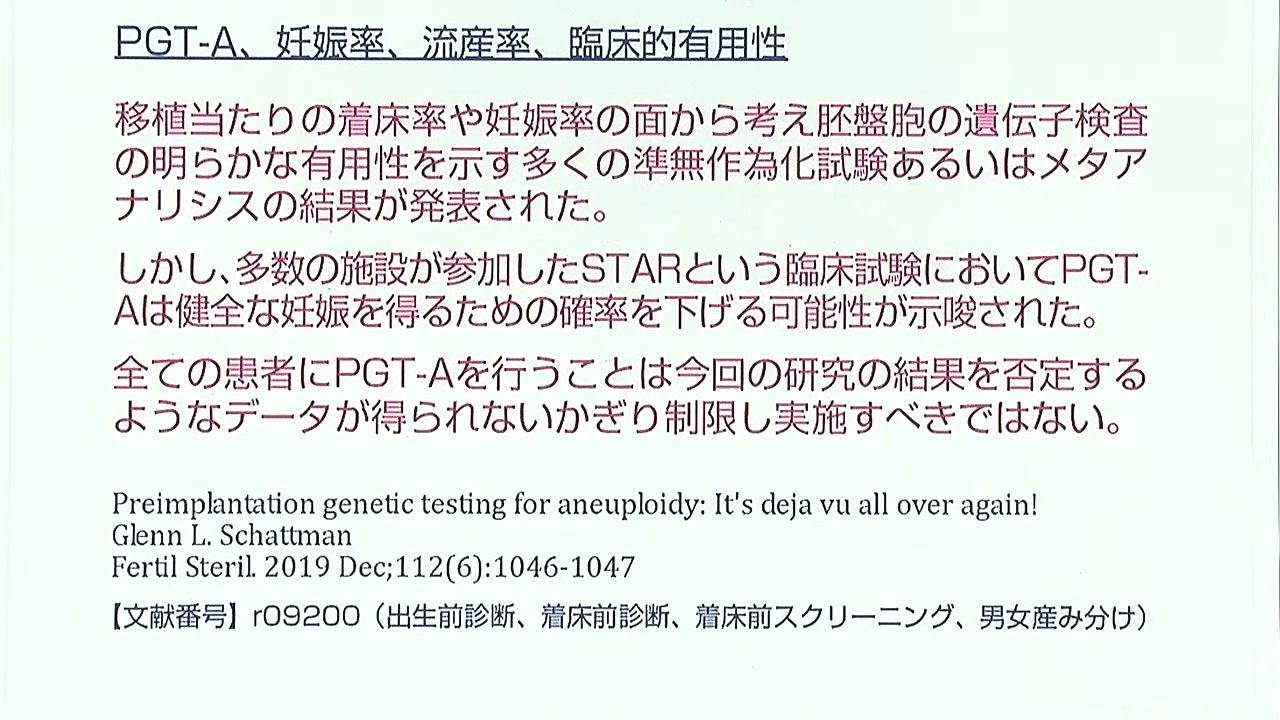 PGT-A、妊娠率、流産率、臨床的有用性
移植当たりの着床率や妊娠率の面から考え胚盤胞の遺伝子検査
の明らかな有用性を示す多くの準無作為化試験あるいはメタア
ナリシスの結果が発表された。
しかし、多数の施設が参加したSTARという臨床試験においてPGT-
Aは健全な妊娠を得るための確率を下げる可能性が示唆された。
全ての患者にPGT-Aを行うことは今回の研究の結果を否定する
ようなデータが得られないかぎり制限し実施すべきではない。
Preimplantation genetic testing for aneuploidy: It's deja vu all over again!
Glenn L. Schattman
Fertil Steril. 2019 Dec;112(6):1046-1047
【文献番号】r09200（出生前診断、着床前診断、着床前スクリーニング、男女産み分け）